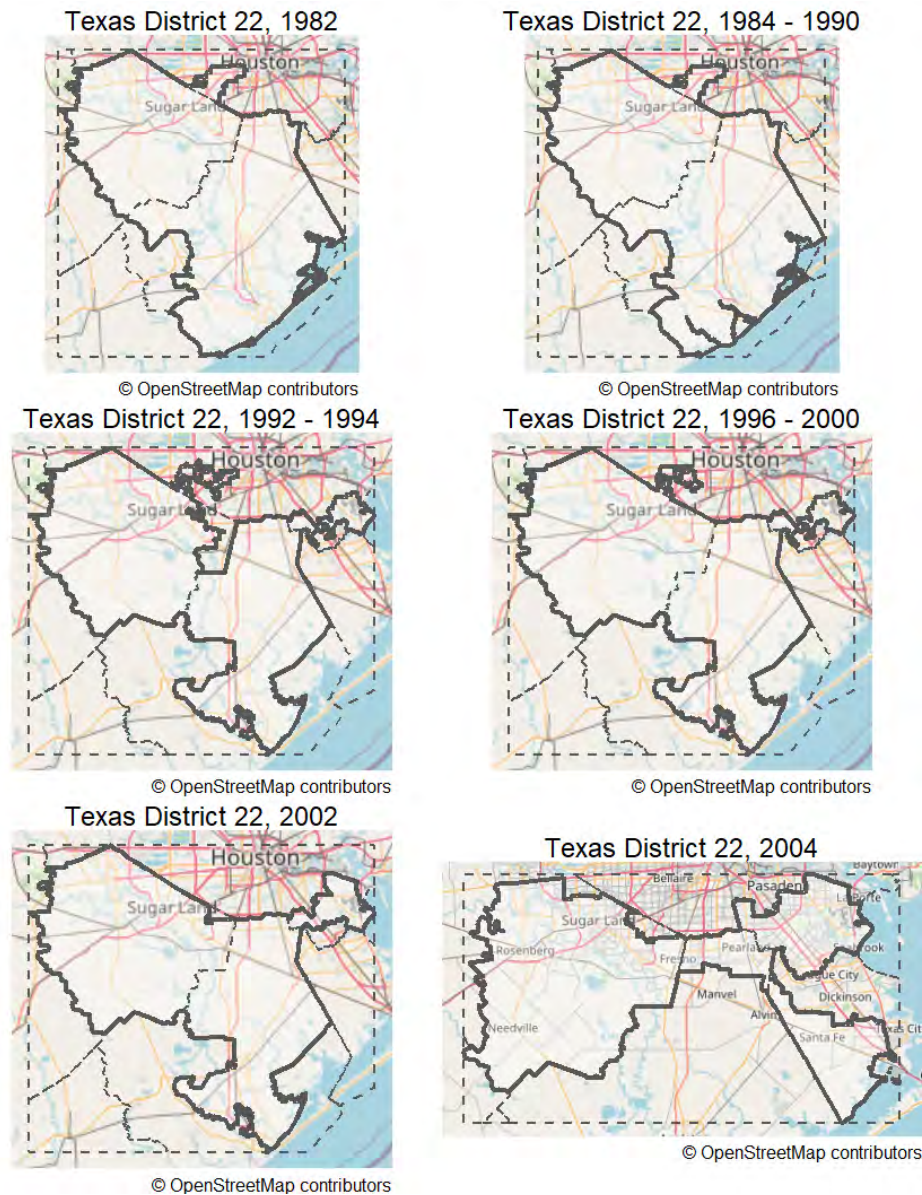 Texas District 22, 1982
Houston
Sugar Land
© OpenStreetMap contributors
Texas District 22, 1984 - 1990
Houston
Sugar Land
© OpenStreetMap contributors
Texas District 22, 1992 - 1994
Houston
Sugar Land
© OpenStreetMap contributors
Texas District 22, 1996 - 2000
Houston
Sugar Land
© OpenStreetMap contributors
Texas District 22, 2002
Houston
Sugar Land
© OpenStreetMap contributors
Texas District 22, 2004
Baytown
Bellaire
Pasadena
La Porte
Sugar Land
Rosenberg
Pearland
Seabrook
Fresno
League City
Manvel
Dickinson
Alvin
Needville
Santa Fe
Texas City
© OpenStreetMap contributors